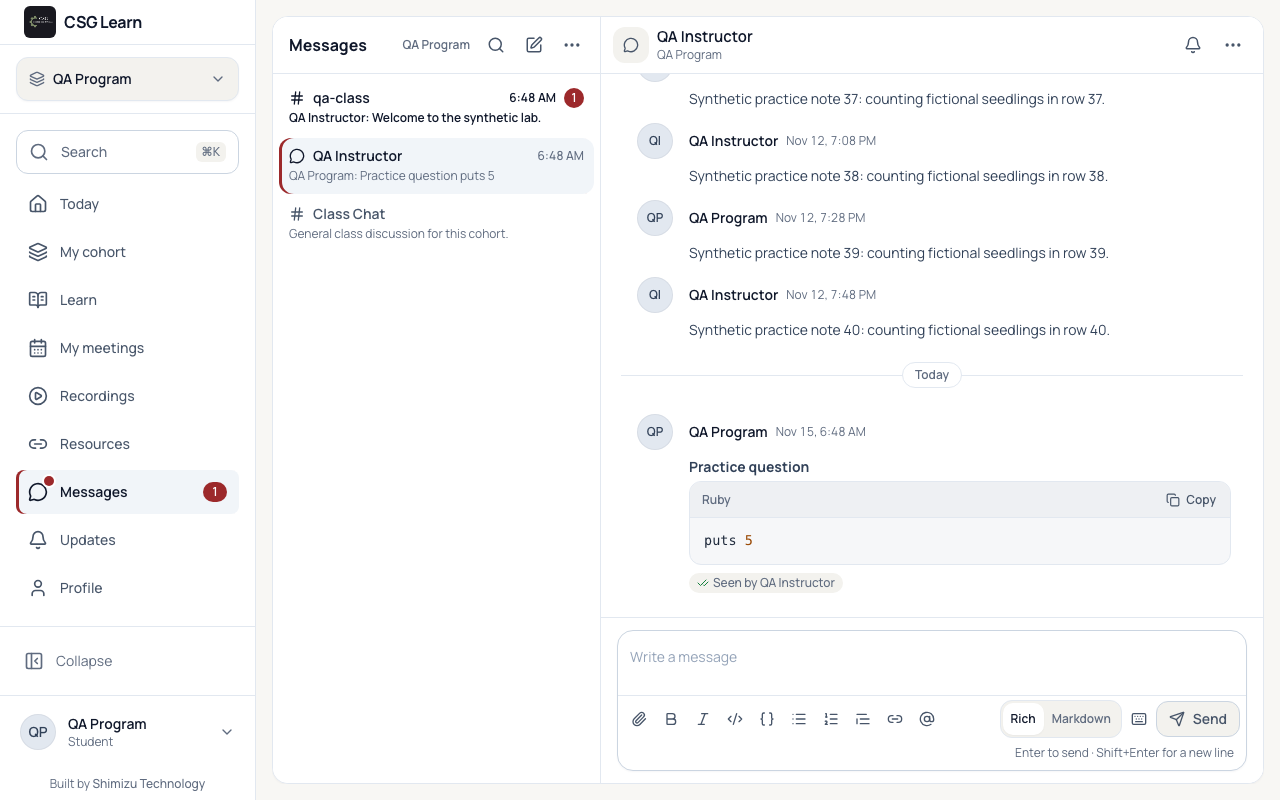 CSG Learn
QA Program
Search ⌘K
Today
My cohort
Learn
My meetings
Recordings
Resources
Messages 1
Updates
Profile
Collapse
QP QA Program
Student
Built by Shimizu Technology
Messages QA Program
# qa-class 6:48 AM 1
QA Instructor: Welcome to the synthetic lab.
QA Instructor 6:48 AM
QA Program: Practice question puts 5
# Class Chat
General class discussion for this cohort.
QA Instructor
QA Program
Synthetic practice note 37: counting fictional seedlings in row 37.
QI QA Instructor Nov 12, 7:08 PM
Synthetic practice note 38: counting fictional seedlings in row 38.
QP QA Program Nov 12, 7:28 PM
Synthetic practice note 39: counting fictional seedlings in row 39.
QI QA Instructor Nov 12, 7:48 PM
Synthetic practice note 40: counting fictional seedlings in row 40.
Today
QP QA Program Nov 15, 6:48 AM
Practice question
Ruby Copy
puts 5
Seen by QA Instructor
Write a message
Rich Markdown Send
Enter to send · Shift+Enter for a new line